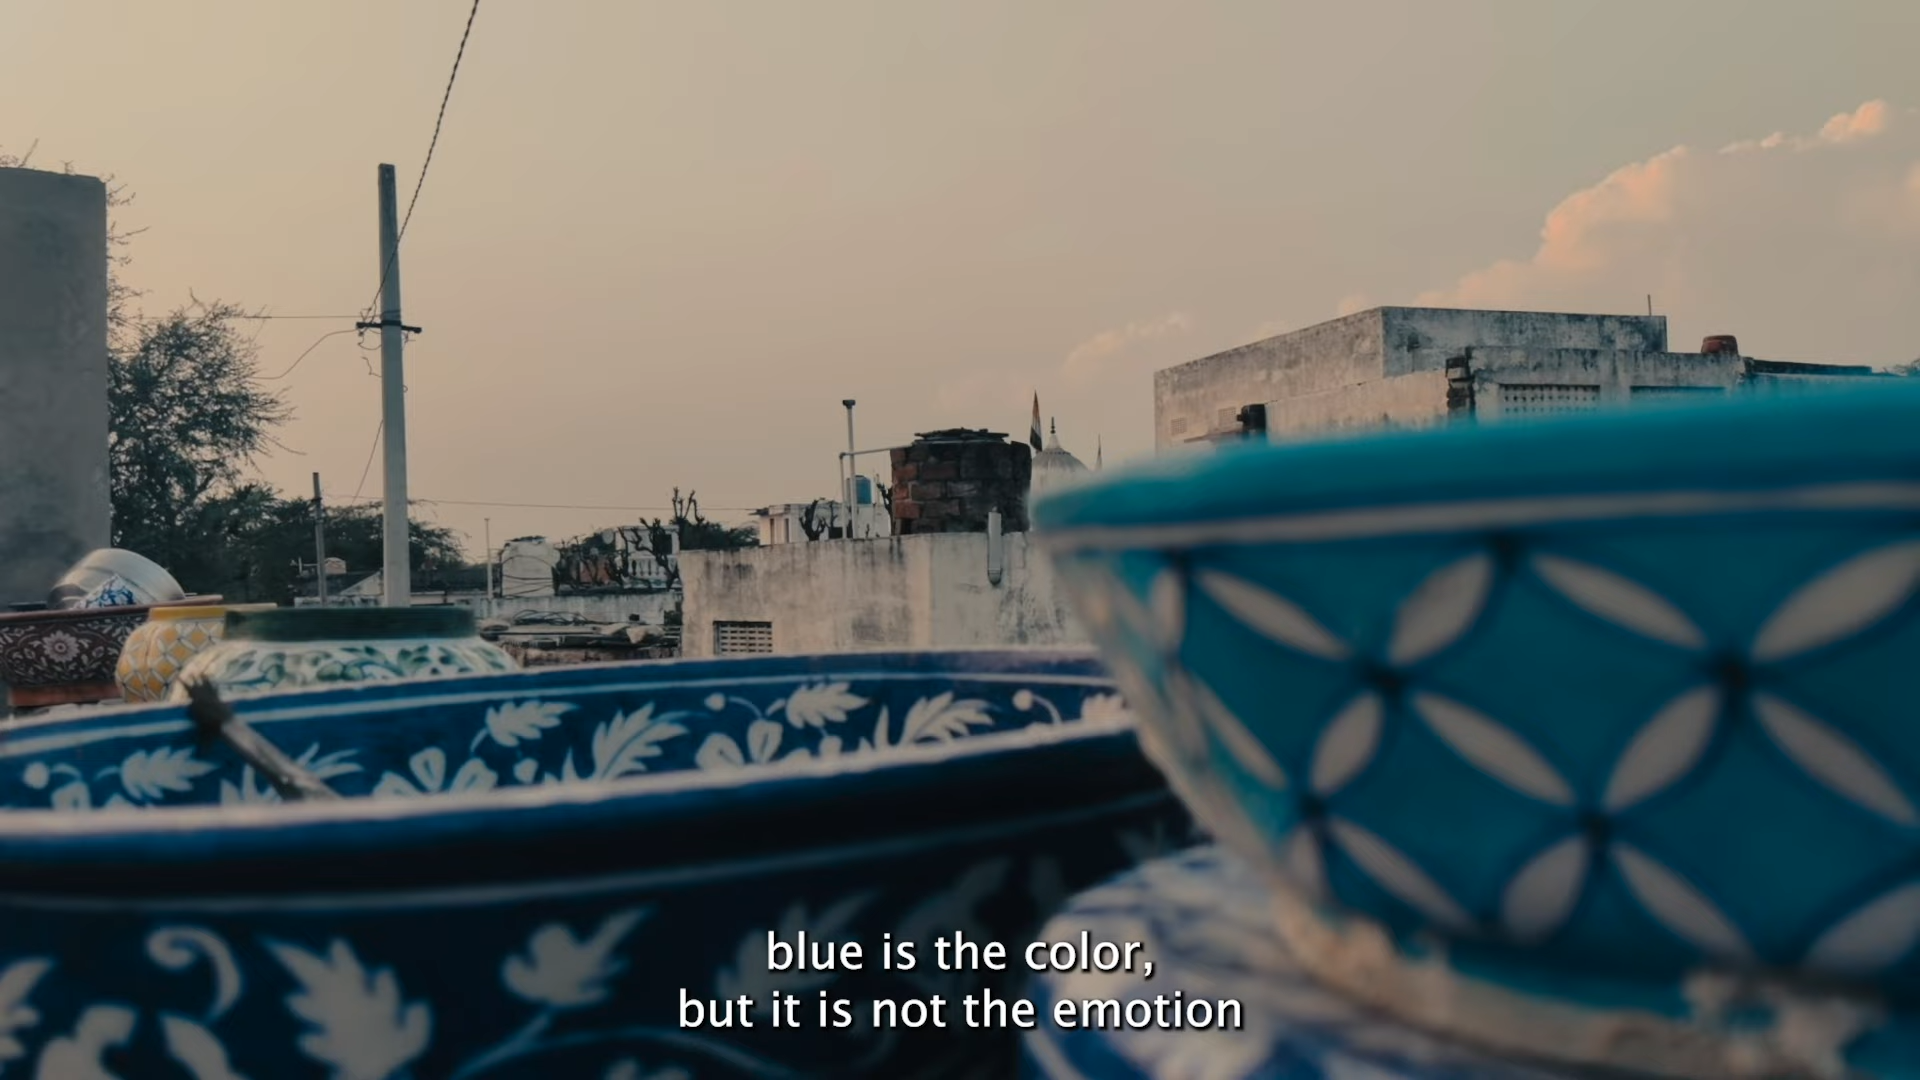 blue is the color,
but it is not the emotion